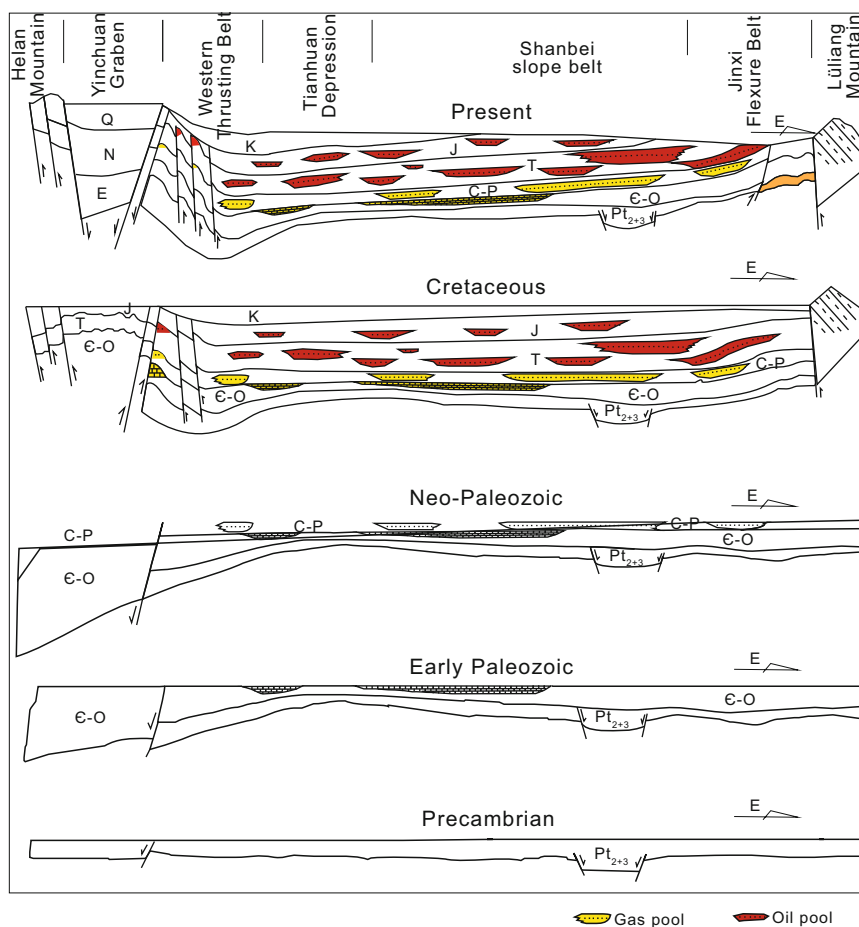 Helan
Mountain
Yinchuan
Graben
Western
Thrusting Belt
Tianhuan
Depression
Shanbei
slope belt
Jinxi
Flexure Belt
Lüliang
Mountain
Present
E
Q
N
E
K
J
T
C-P
Є-O
Pt2+3
Cretaceous
E
J
T
Є-O
K
J
T
C-P
Є-O
Є-O
Pt2+3
Neo-Paleozoic
E
C-P
C-P
C-P
Є-O
Є-O
Pt2+3
Early Paleozoic
E
Є-O
Є-O
Pt2+3
Precambrian
E
Pt2+3
Gas pool
Oil pool